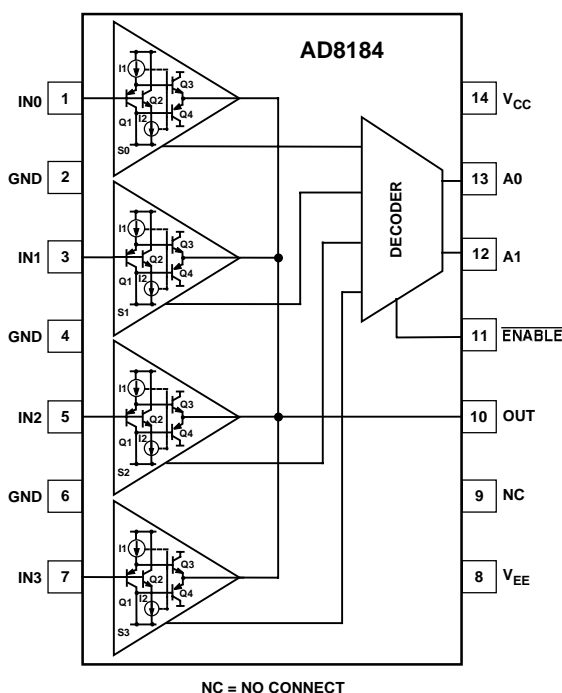 AD8184
IN0 1
GND 2
IN1 3
GND 4
IN2 5
GND 6
IN3 7
14 VCC
13 A0
12 A1
11 ENABLE
10 OUT
9 NC
8 VEE
DECODER
I1
Q3
Q2
Q1
I2
Q4
S0
I1
Q3
Q2
Q1
I2
Q4
S1
I1
Q3
Q2
Q1
I2
Q4
S2
I1
Q3
Q2
Q1
I2
Q4
S3
NC = NO CONNECT